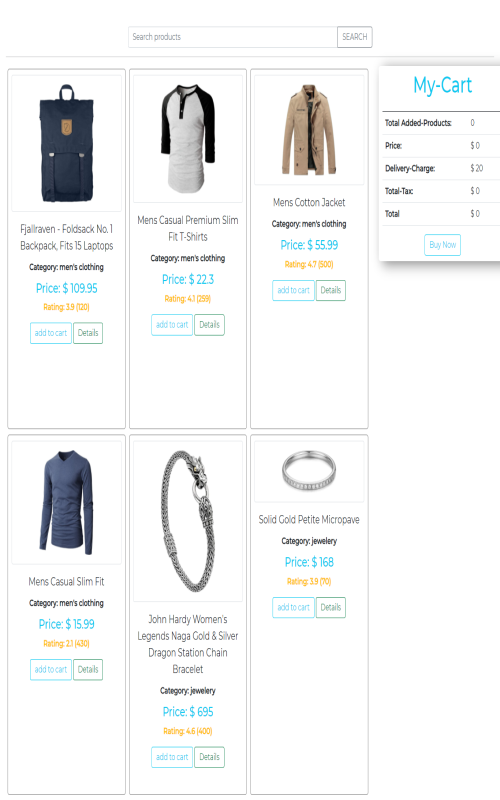 Search products
SEARCH
Fjallraven - Foldsack No. 1
Backpack, Fits 15 Laptops
Category: men's clothing
Price: $ 109.95
Rating: 3.9 (120)
add to cart
Details
Mens Casual Premium Slim
Fit T-Shirts
Category: men's clothing
Price: $ 22.3
Rating: 4.1 (259)
add to cart
Details
Mens Cotton Jacket
Category: men's clothing
Price: $ 55.99
Rating: 4.7 (500)
add to cart
Details
My-Cart
Total Added-Products: 0
Price: $ 0
Delivery-Charge: $ 20
Total-Tax: $ 0
Total $ 0
Buy Now
Mens Casual Slim Fit
Category: men's clothing
Price: $ 15.99
Rating: 2.1 (430)
add to cart
Details
John Hardy Women's
Legends Naga Gold & Silver
Dragon Station Chain
Bracelet
Category: jewelery
Price: $ 695
Rating: 4.6 (400)
add to cart
Details
Solid Gold Petite Micropave
Category: jewelery
Price: $ 168
Rating: 3.9 (70)
add to cart
Details